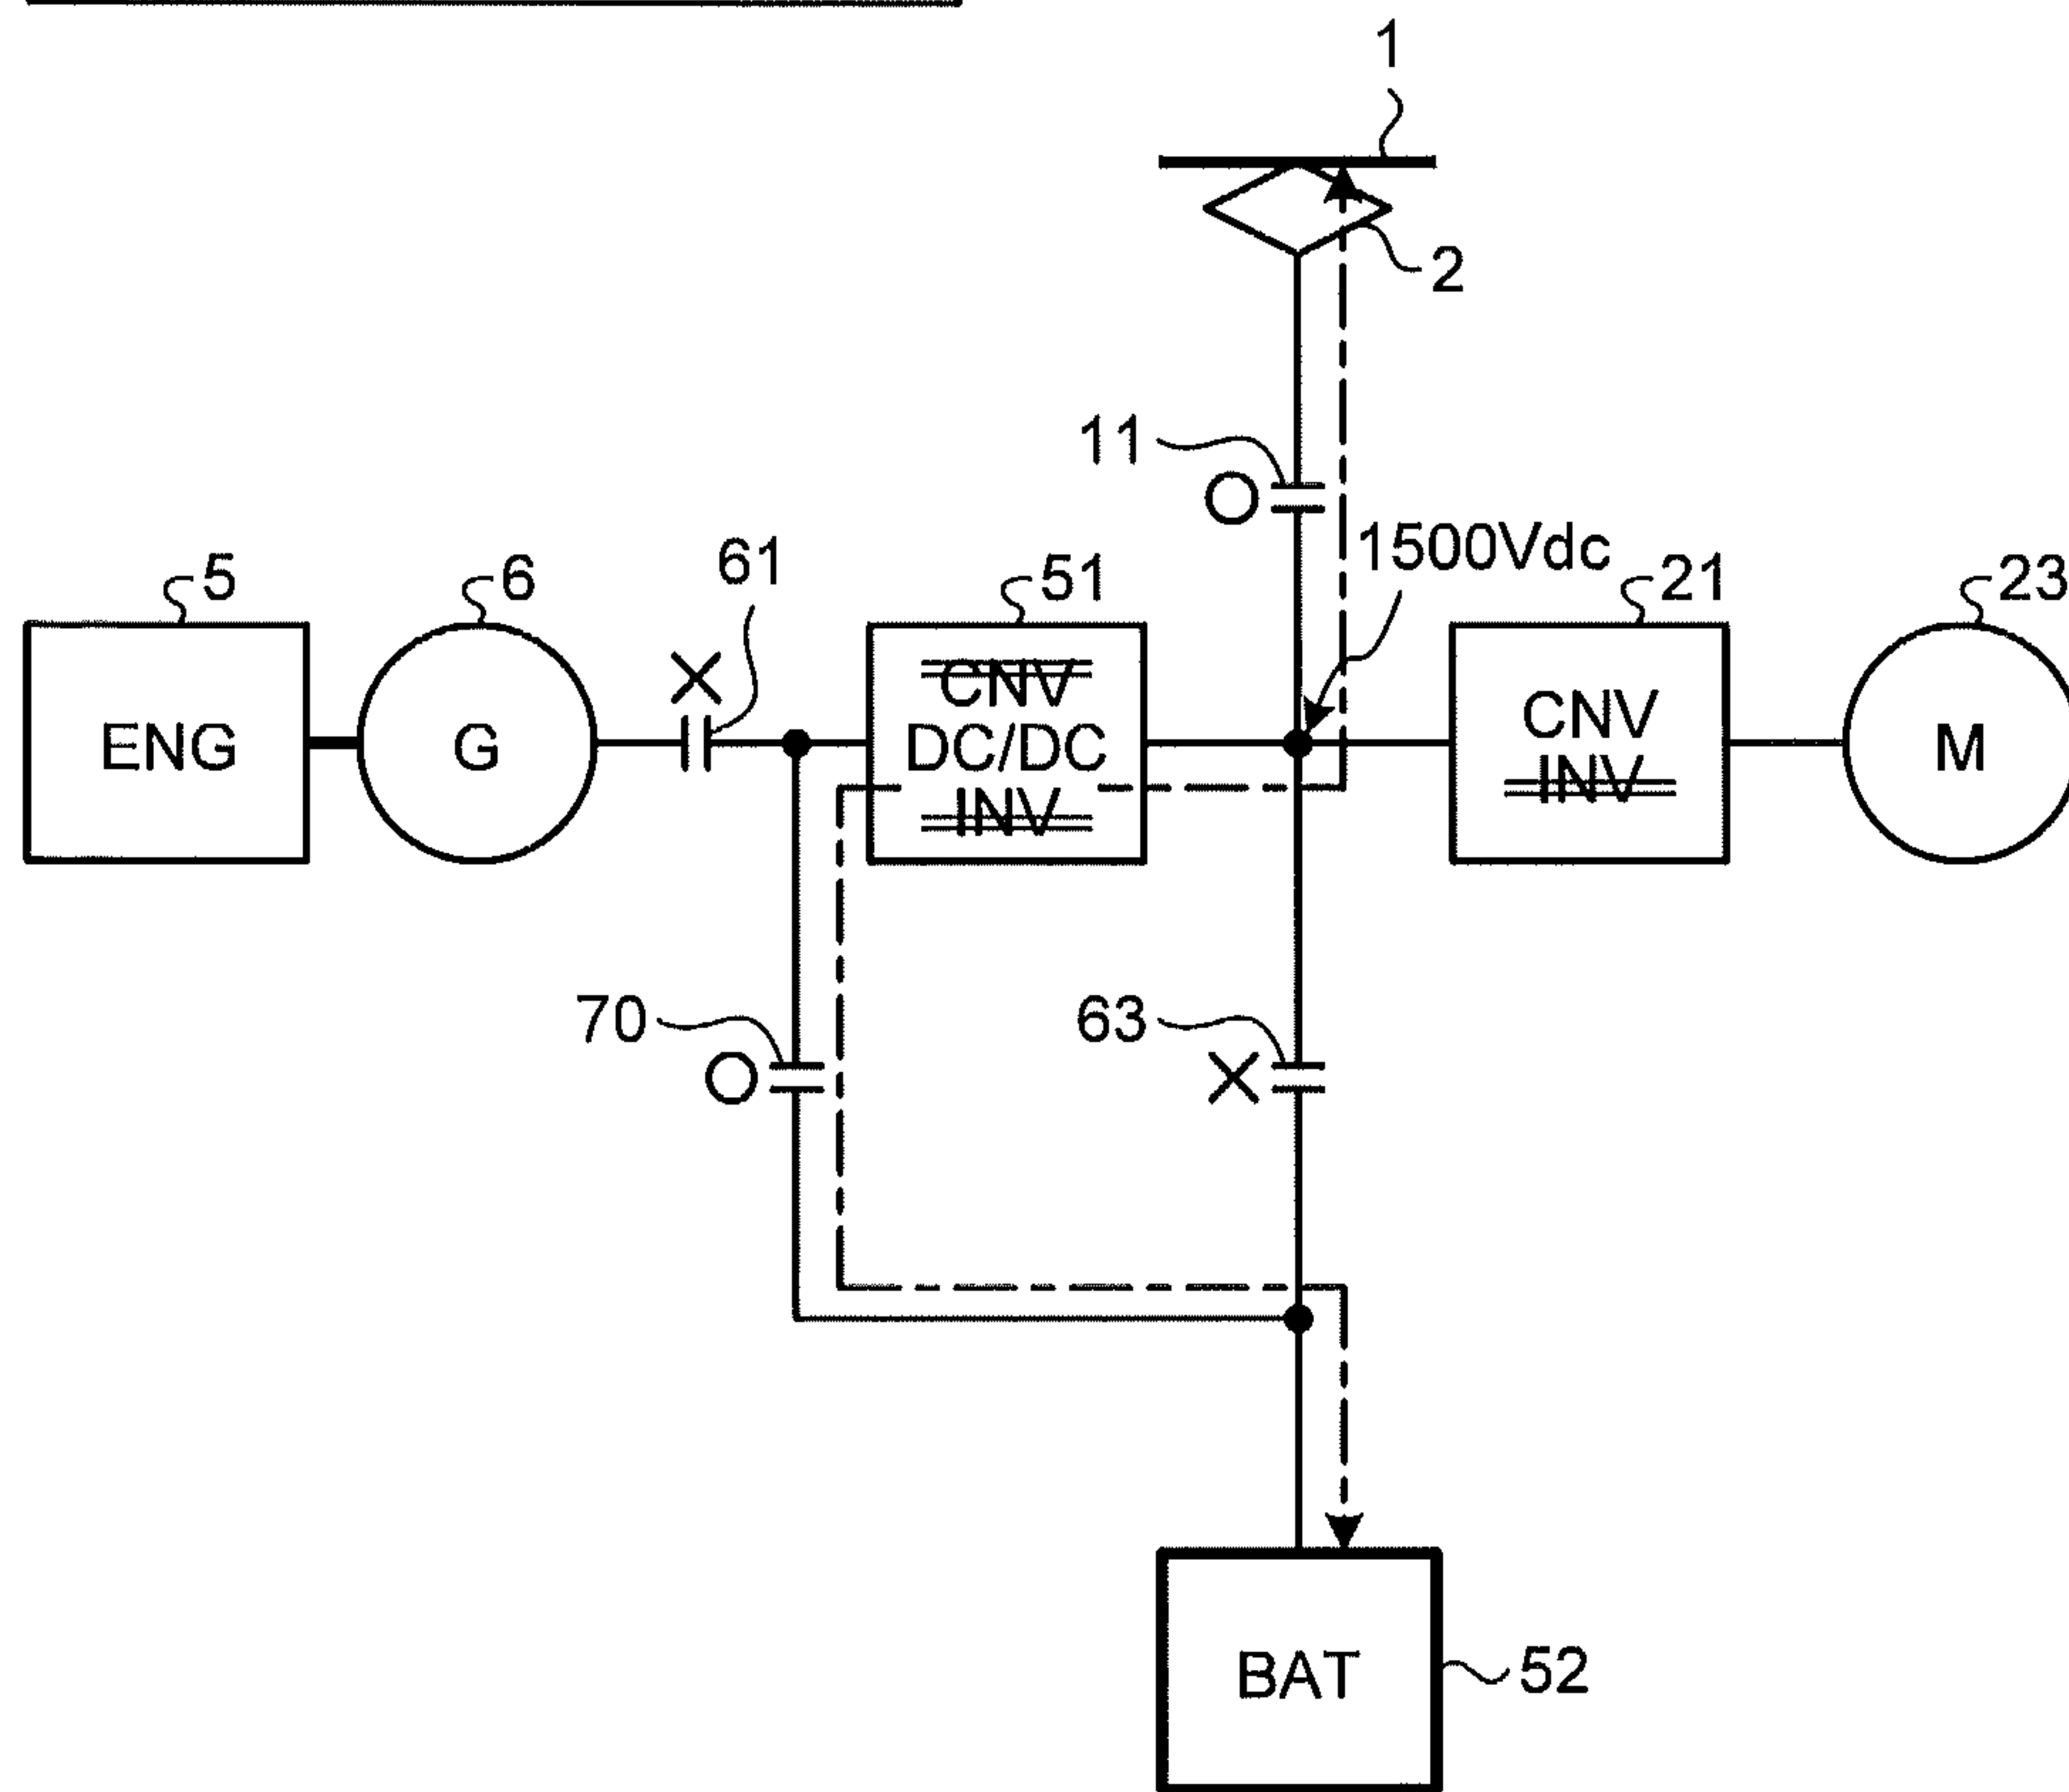 1
2
11
1500Vdc
5
6
61
51
21
23
ENG
G
X
CNV
DC/DC
INV
CNV
INV
M
O
70
O
63
X
BAT
52